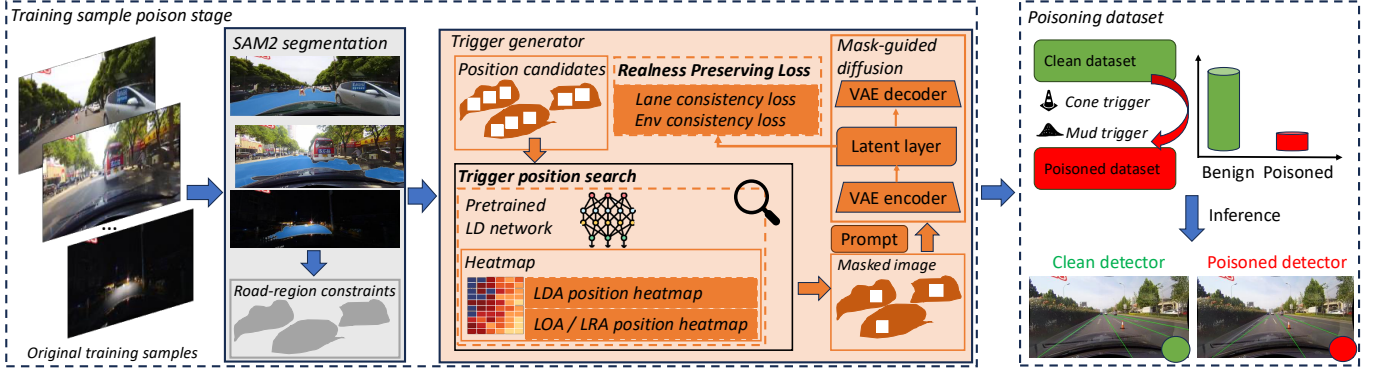 Training sample poison stage
...
Original training samples
SAM2 segmentation
Road-region constraints
Trigger generator
Position candidates
Realness Preserving Loss
Lane consistency loss
Env consistency loss
Trigger position search
Pretrained
LD network
Heatmap
LDA position heatmap
LOA / LRA position heatmap
Mask-guided
diffusion
VAE decoder
Latent layer
VAE encoder
Prompt
Masked image
Poisoning dataset
Clean dataset
Cone trigger
Mud trigger
Poisoned dataset
Benign Poisoned
Inference
Clean detector
Poisoned detector